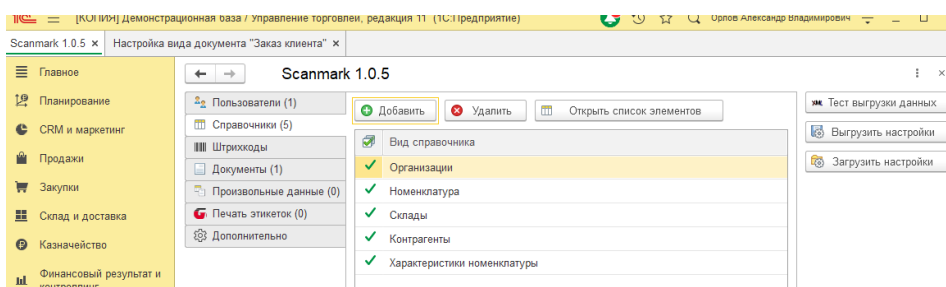 [КОПИЯ] Демонстрационная база / Управление торговлей, редакция 11 (1С:Предприятие) Орлов Александр Владимирович
Scanmark 1.0.5 × Настройка вида документа "Заказ клиента" ×
Главное
Планирование
CRM и маркетинг
Продажи
Закупки
Склад и доставка
Казначейство
Финансовый результат и
контроллинг
Scanmark 1.0.5
Пользователи (1)
Справочники (5)
Штрихкоды
Документы (1)
Произвольные данные (0)
Печать этикеток (0)
Дополнительно
Добавить Удалить Открыть список элементов
Вид справочника
Организации
Номенклатура
Склады
Контрагенты
Характеристики номенклатуры
Тест выгрузки данных
Выгрузить настройки
Загрузить настройки